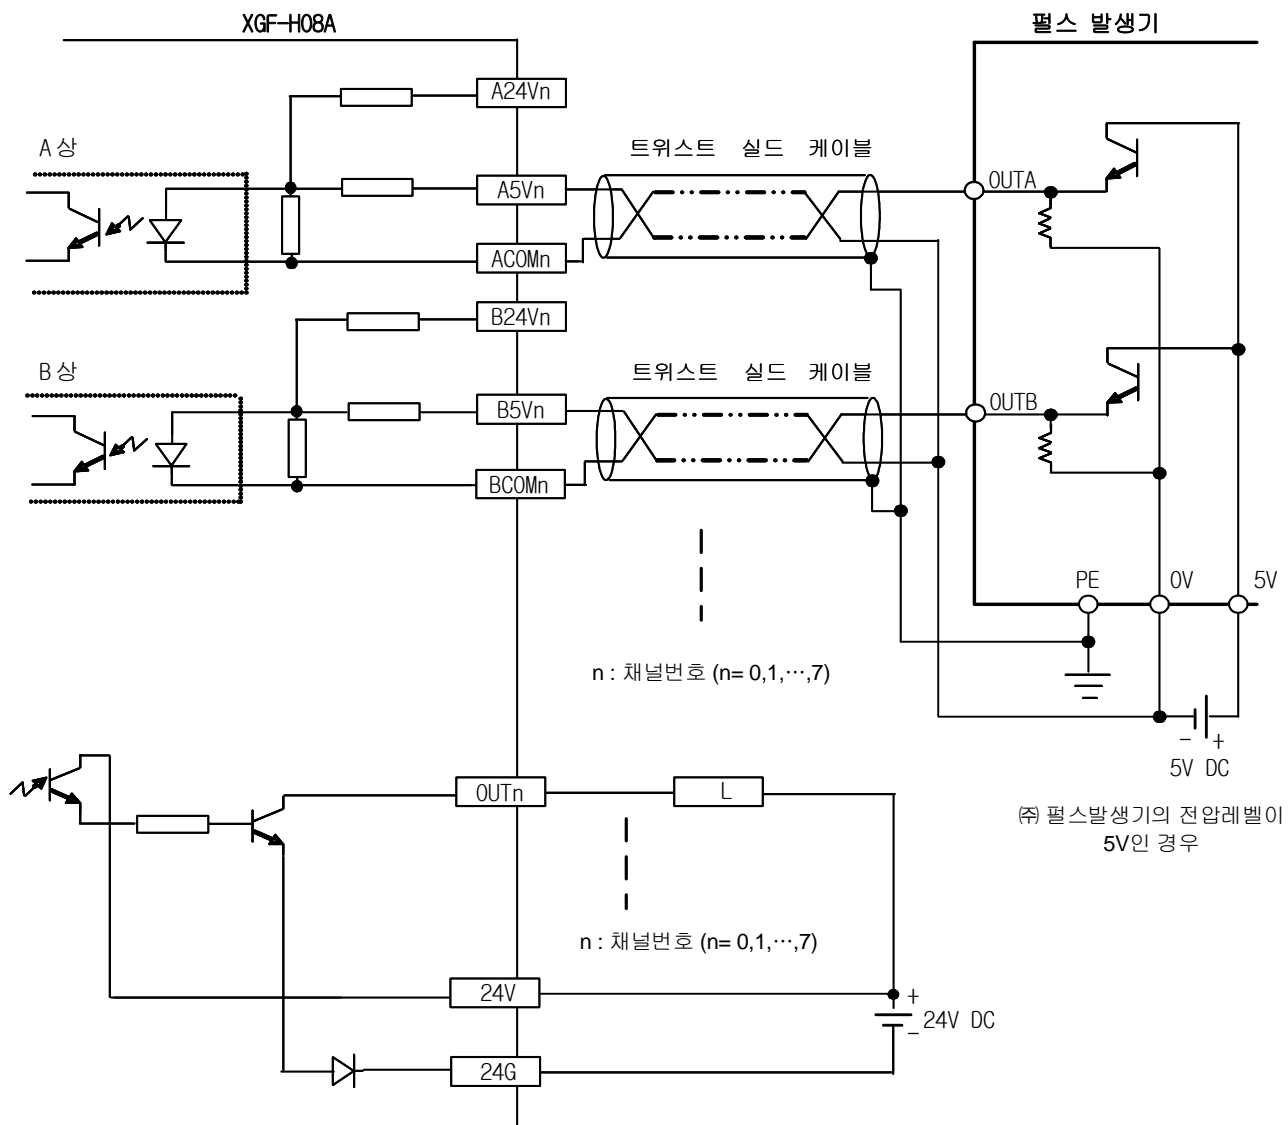 XGF-H08A
펄스 발생기
A24Vn
A 상
트위스트 실드 케이블
A5Vn
OUTA
ACOMn
B24Vn
B 상
트위스트 실드 케이블
B5Vn
OUTB
BCOMn
PE
0V
5V
n : 채널번호 (n= 0,1,⋯,7)
- +
5V DC
OUTn
L
㈜ 펄스발생기의 전압레벨이
5V인 경우
n : 채널번호 (n= 0,1,⋯,7)
24V
+
24V DC
-
24G